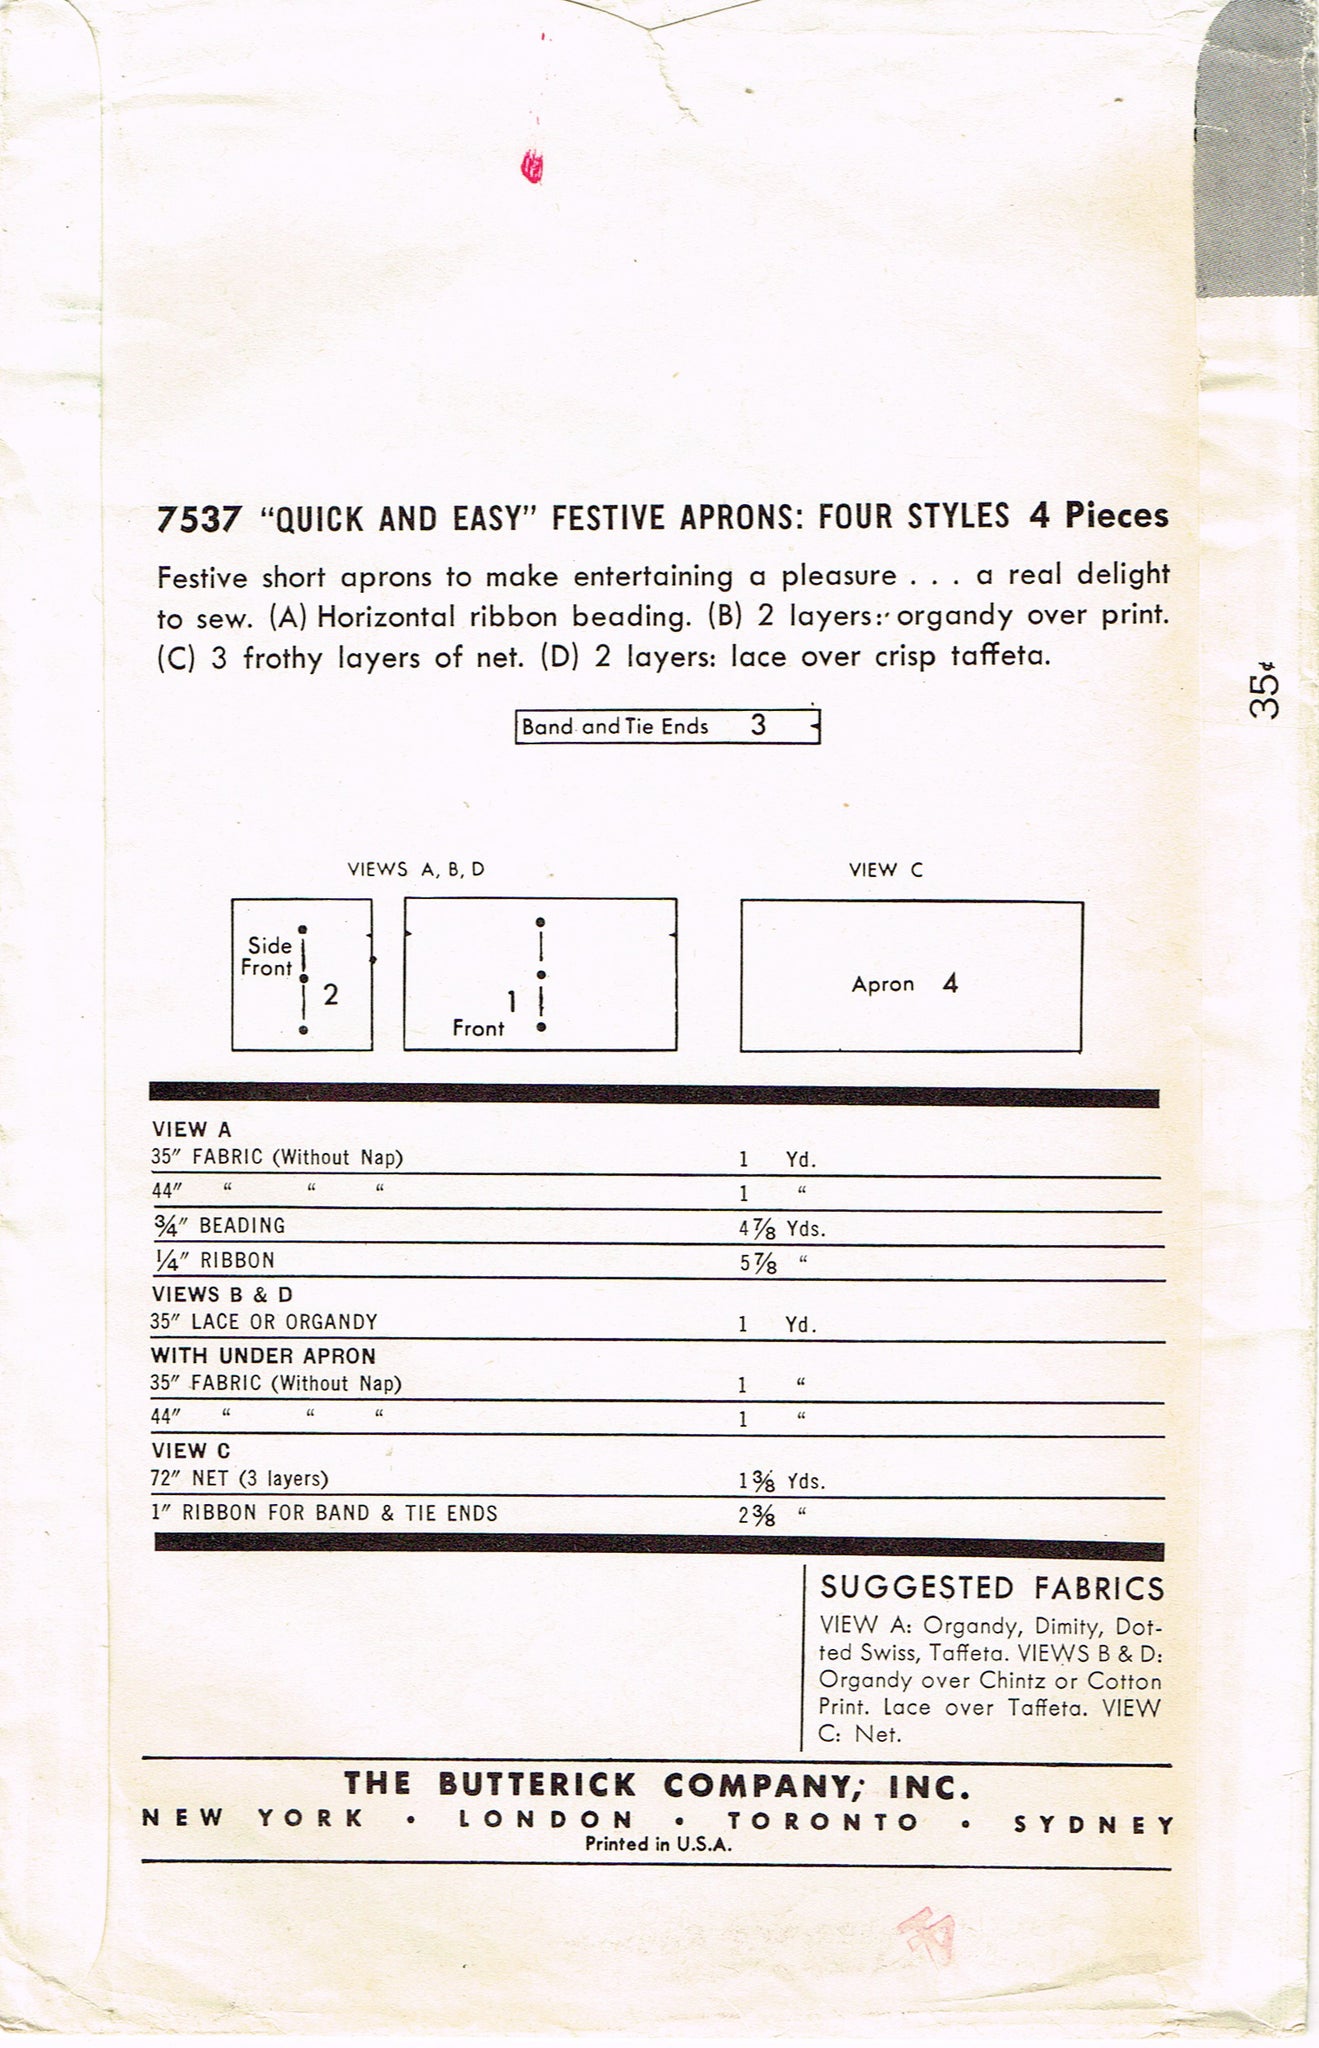 7537 “QUICK AND EASY” FESTIVE APRONS: FOUR STYLES 4 Pieces
Festive short aprons to make entertaining a pleasure . . . a real delight
to sew. (A) Horizontal ribbon beading. (B) 2 layers: organdy over print.
(C) 3 frothy layers of net. (D) 2 layers: lace over crisp taffeta.
35¢
Band and Tie Ends 3
VIEWS A, B, D
VIEW C
Side
Front
2
1
Front
Apron 4
VIEW A
35″ FABRIC (Without Nap) 1 Yd.
44″ “ “ “ 1 “
¾″ BEADING 4⅞ Yds.
¼″ RIBBON 5⅞ “
VIEWS B & D
35″ LACE OR ORGANDY 1 Yd.
WITH UNDER APRON
35″ FABRIC (Without Nap) 1 “
44″ “ “ “ 1 “
VIEW C
72″ NET (3 layers) 1⅜ Yds.
1″ RIBBON FOR BAND & TIE ENDS 2⅜ “
SUGGESTED FABRICS
VIEW A: Organdy, Dimity, Dot-
ted Swiss, Taffeta. VIEWS B & D:
Organdy over Chintz or Cotton
Print. Lace over Taffeta. VIEW
C: Net.
THE BUTTERICK COMPANY, INC.
NEW YORK • LONDON • TORONTO • SYDNEY
Printed in U.S.A.